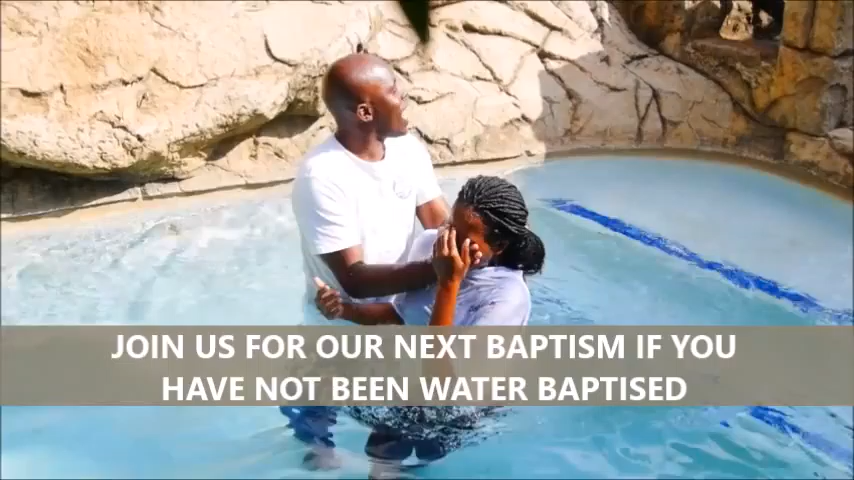 JOIN US FOR OUR NEXT BAPTISM IF YOU
HAVE NOT BEEN WATER BAPTISED